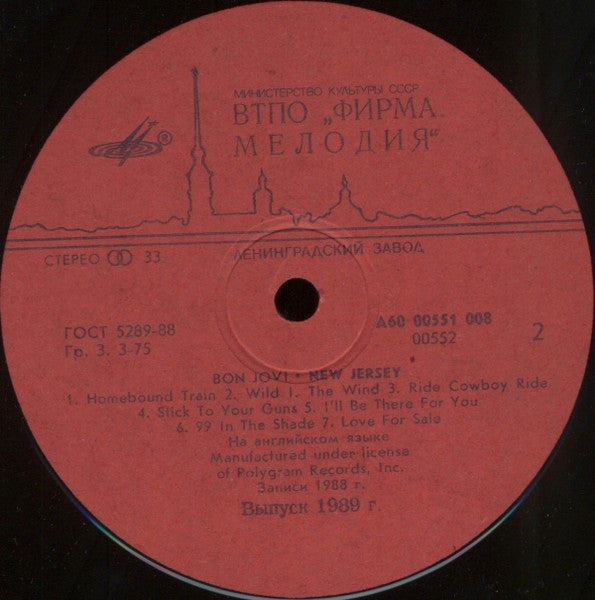 МИНИСТЕРСТВО КУЛЬТУРЫ СССР
ВТПО „ФИРМА
МЕЛОДИЯ“
®
СТЕРЕО 33
ЛЕНИНГРАДСКИЙ ЗАВОД
ГОСТ 5289-88
Гр. 3. 3-75
А60 00551 008
00552
2
BON JOVI • NEW JERSEY
1. Homebound Train 2. Wild I. The Wind 3. Ride Cowboy Ride
4. Stick To Your Guns 5. I'll Be There For You
6. 99 In The Shade 7. Love For Sale
На английском языке
Manufactured under license
of Polygram Records, Inc.
Записи 1988 г.
Выпуск 1989 г.